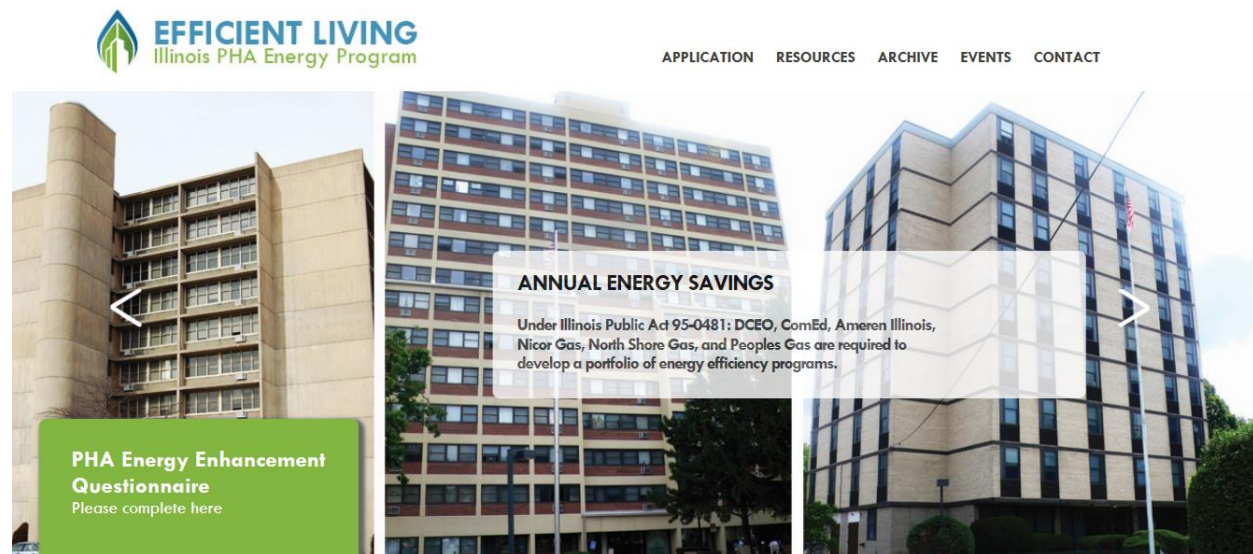 EFFICIENT LIVING
Illinois PHA Energy Program
APPLICATION RESOURCES ARCHIVE EVENTS CONTACT
ANNUAL ENERGY SAVINGS
Under Illinois Public Act 95-0481: DCEO, ComEd, Ameren Illinois,
Nicor Gas, North Shore Gas, and Peoples Gas are required to
develop a portfolio of energy efficiency programs.
PHA Energy Enhancement
Questionnaire
Please complete here